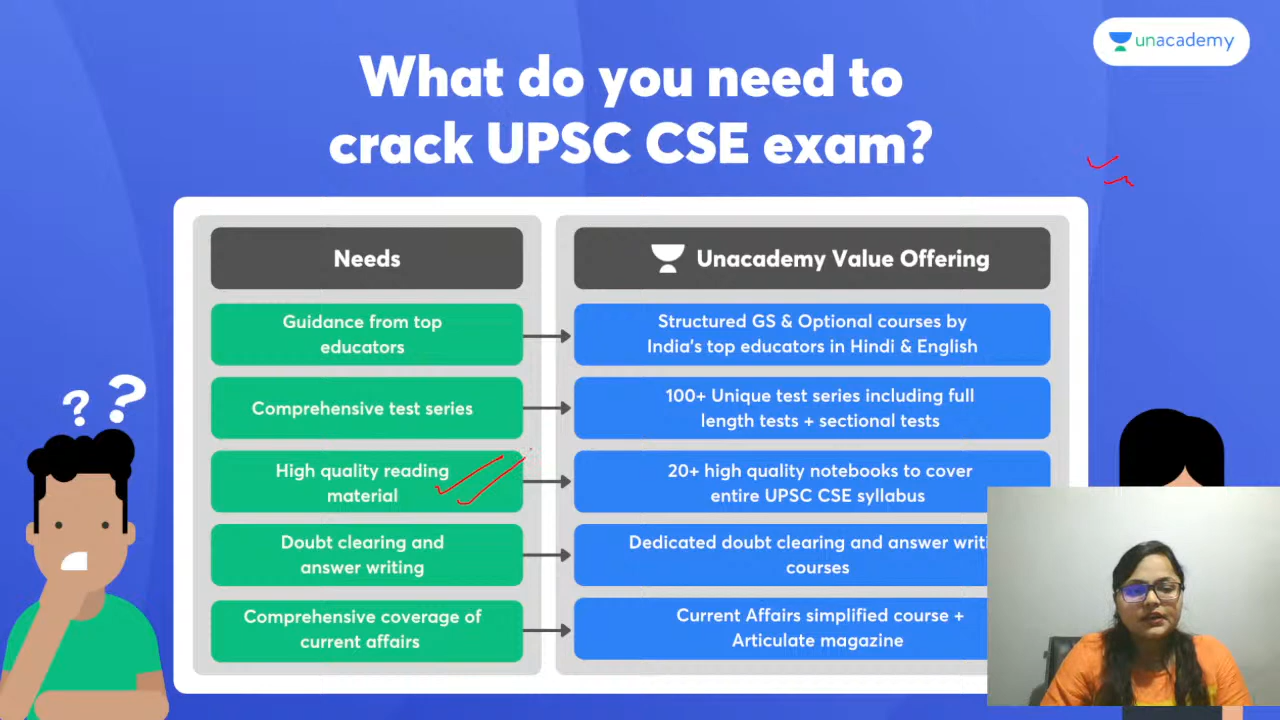 unacademy
What do you need to
crack UPSC CSE exam?
Needs
Unacademy Value Offering
Guidance from top
educators
Structured GS & Optional courses by
India's top educators in Hindi & English
Comprehensive test series
100+ Unique test series including full
length tests + sectional tests
High quality reading
material
20+ high quality notebooks to cover
entire UPSC CSE syllabus
Doubt clearing and
answer writing
Dedicated doubt clearing and answer
courses
Comprehensive coverage of
current affairs
Current Affairs simplified course +
Articulate magazine
? ?